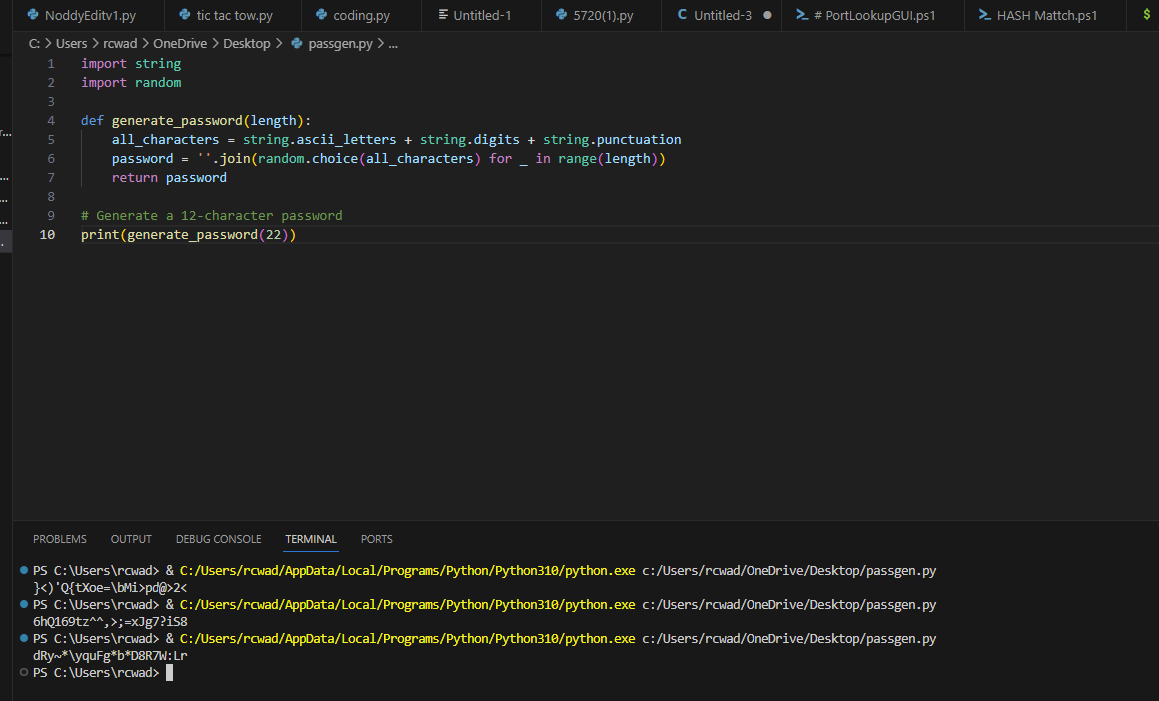 NoddyEditv1.py tic tac tow.py coding.py Untitled-1 5720(1).py Untitled-3 # PortLookupGUI.ps1 HASH Mattch.ps1 $
C: > Users > rcwad > OneDrive > Desktop > passgen.py > ...
1 import string
2 import random
3
4 def generate_password(length):
5 all_characters = string.ascii_letters + string.digits + string.punctuation
6 password = ''.join(random.choice(all_characters) for _ in range(length))
7 return password
8
9 # Generate a 12-character password
10 print(generate_password(22))
PROBLEMS OUTPUT DEBUG CONSOLE TERMINAL PORTS
PS C:\Users\rcwad> & C:/Users/rcwad/AppData/Local/Programs/Python/Python310/python.exe c:/Users/rcwad/OneDrive/Desktop/passgen.py
}<)'Q{tXoe=\bMi>pd@>2<
PS C:\Users\rcwad> & C:/Users/rcwad/AppData/Local/Programs/Python/Python310/python.exe c:/Users/rcwad/OneDrive/Desktop/passgen.py
6hQ169tz^^,>;=xJg7?iS8
PS C:\Users\rcwad> & C:/Users/rcwad/AppData/Local/Programs/Python/Python310/python.exe c:/Users/rcwad/OneDrive/Desktop/passgen.py
dRy~*\yquFg*b*D8R7W:Lr
PS C:\Users\rcwad>